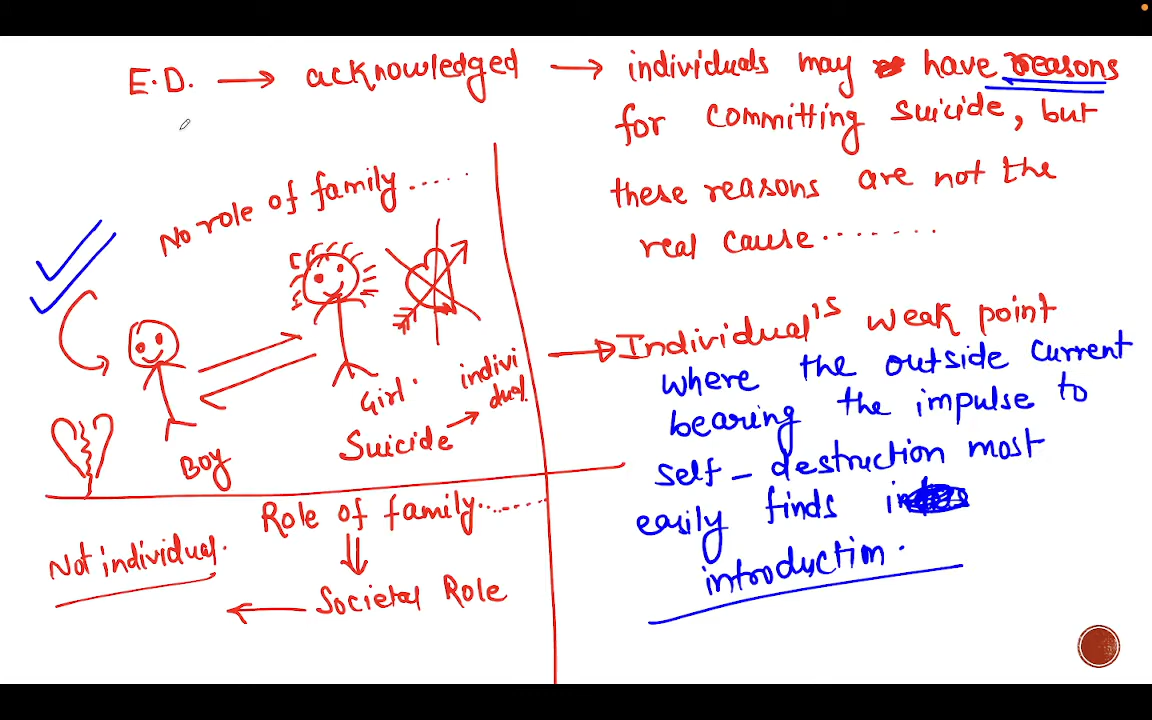 E.D. → acknowledged → individuals may have reasons
for committing suicide, but
these reasons are not the
real cause........
No role of family.....
Girl.
Boy
Suicide → individual.
→ Individual's weak point
where the outside current
bearing the impulse to
self-destruction most
easily finds
introduction.
Role of family.......
⇓
Societal Role
← Not individual.